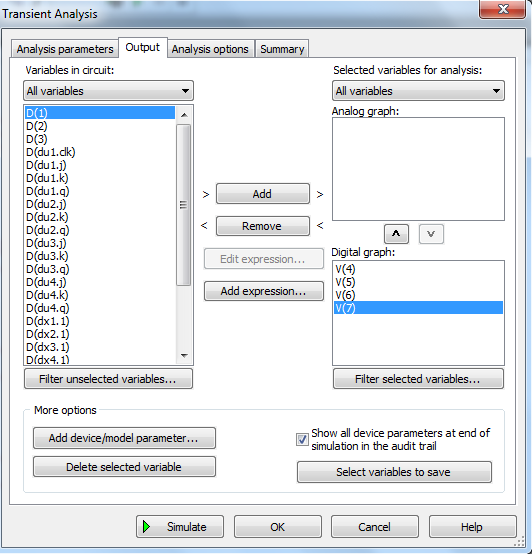 Transient Analysis
Analysis parameters
Output
Analysis options
Summary
Variables in circuit:
All variables
D(1)
D(2)
D(3)
D(du1.clk)
D(du1.j)
D(du1.k)
D(du1.q)
D(du2.j)
D(du2.k)
D(du2.q)
D(du3.j)
D(du3.k)
D(du3.q)
D(du4.j)
D(du4.k)
D(du4.q)
D(dx1.1)
D(dx2.1)
D(dx3.1)
D(dx4.1)
Filter unselected variables...
> Add >
< Remove <
Edit expression...
Add expression...
Selected variables for analysis:
All variables
Analog graph:
Digital graph:
V(4)
V(5)
V(6)
V(7)
Filter selected variables...
More options
Add device/model parameter...
Delete selected variable
Show all device parameters at end of
simulation in the audit trail
Select variables to save
Simulate
OK
Cancel
Help